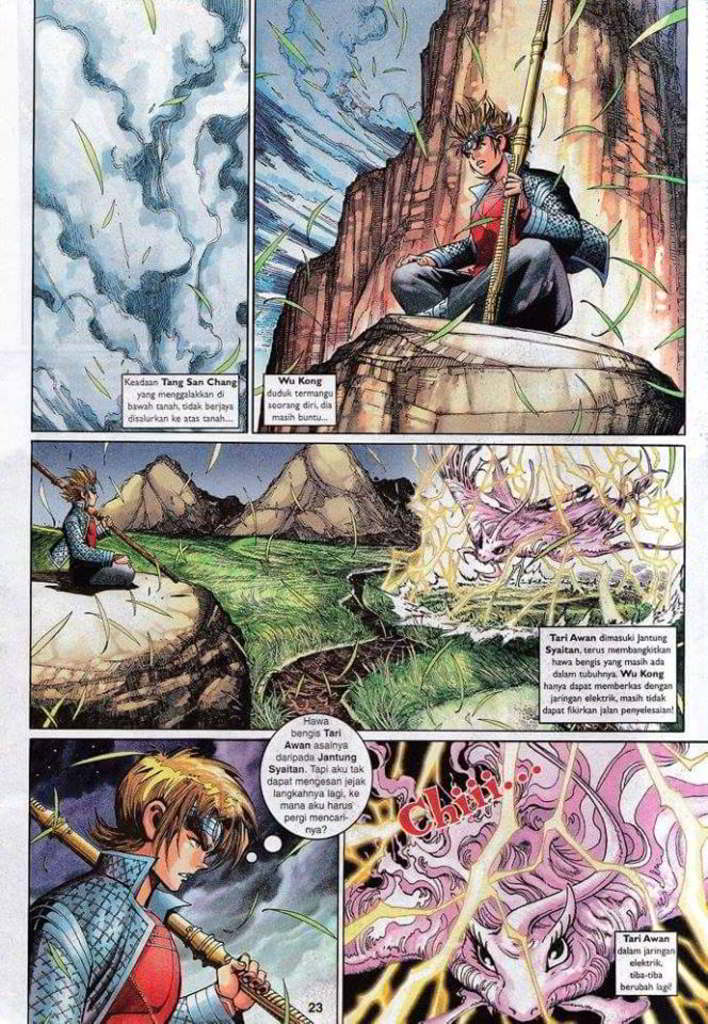 Keadaan Tang San Chang
yang menggalakkan di
bawah tanah, tidak berjaya
disalurkan ke atas tanah....
Wu Kong
duduk termangu
seorang diri, dia
masih buntu...
Tari Awan dimasuki Jantung
Syaitan, terus membangkitkan
hawa bengis yang masih ada
dalam tubuhnya. Wu Kong
hanya dapat memberkas dengan
jaringan elektrik, masih tidak
dapat fikirkan jalan penyelesaian!
Hawa
bengis Tari
Awan asalnya
daripada Jantung
Syaitan. Tapi aku tak
dapat mengesan jejak
langkahnya lagi, ke
mana aku harus
pergi mencari-
nya?
Chiii...
Tari Awan
dalam jaringan
elektrik,
tiba-tiba
berubah lagi!
23